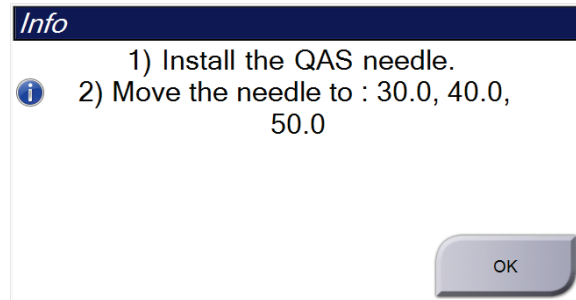 Info
1) Install the QAS needle.
2) Move the needle to : 30.0, 40.0,
50.0
OK